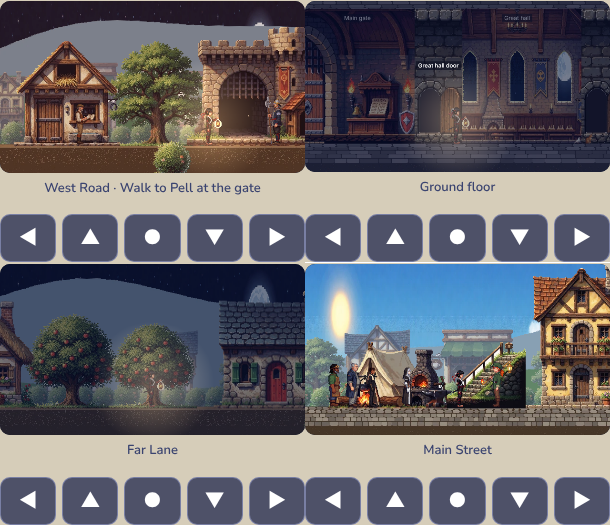 Main gate
Great hall
Great hall door
West Road · Walk to Pell at the gate
Ground floor
Far Lane
Main Street